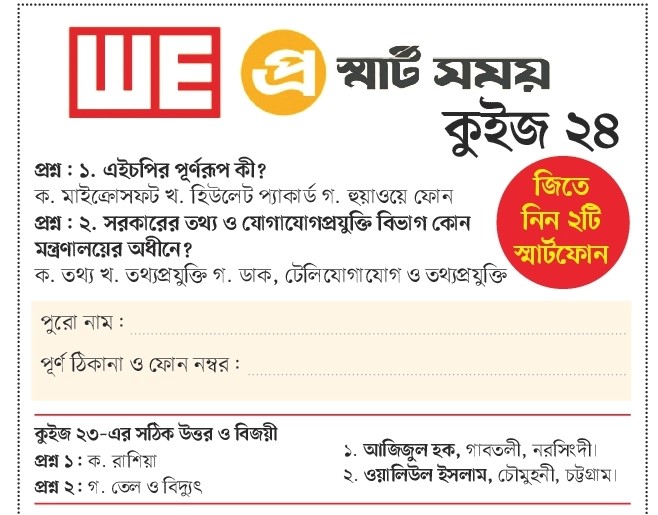 WE প্র স্মার্ট সময়
কুইজ ২৪
প্রশ্ন : ১. এইচপির পূর্ণরূপ কী?
ক. মাইক্রোসফট খ. হিউলেট প্যাকার্ড গ. হুয়াওয়ে ফোন
প্রশ্ন : ২. সরকারের তথ্য ও যোগাযোগপ্রযুক্তি বিভাগ কোন
মন্ত্রণালয়ের অধীনে?
ক. তথ্য খ. তথ্যপ্রযুক্তি গ. ডাক, টেলিযোগাযোগ ও তথ্যপ্রযুক্তি
জিতে
নিন ২টি
স্মার্টফোন
পুরো নাম :
পূর্ণ ঠিকানা ও ফোন নম্বর :
কুইজ ২৩-এর সঠিক উত্তর ও বিজয়ী
প্রশ্ন ১ : ক. রাশিয়া
প্রশ্ন ২ : গ. তেল ও বিদ্যুৎ
১. আজিজুল হক, গাবতলী, নরসিংদী।
২. ওয়ালিউল ইসলাম, চৌমুহনী, চট্টগ্রাম।